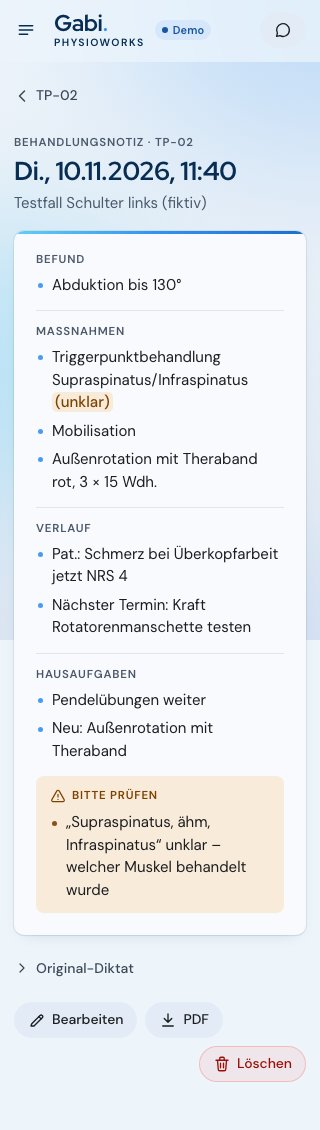 Gabi.
PHYSIOWORKS
Demo
TP-02
BEHANDLUNGSNOTIZ · TP-02
Di., 10.11.2026, 11:40
Testfall Schulter links (fiktiv)
BEFUND
Abduktion bis 130°
MASSNAHMEN
Triggerpunktbehandlung
Supraspinatus/Infraspinatus
(unklar)
Mobilisation
Außenrotation mit Theraband
rot, 3 × 15 Wdh.
VERLAUF
Pat.: Schmerz bei Überkopfarbeit
jetzt NRS 4
Nächster Termin: Kraft
Rotatorenmanschette testen
HAUSAUFGABEN
Pendelübungen weiter
Neu: Außenrotation mit
Theraband
BITTE PRÜFEN
„Supraspinatus, ähm,
Infraspinatus“ unklar –
welcher Muskel behandelt
wurde
Original-Diktat
Bearbeiten
PDF
Löschen